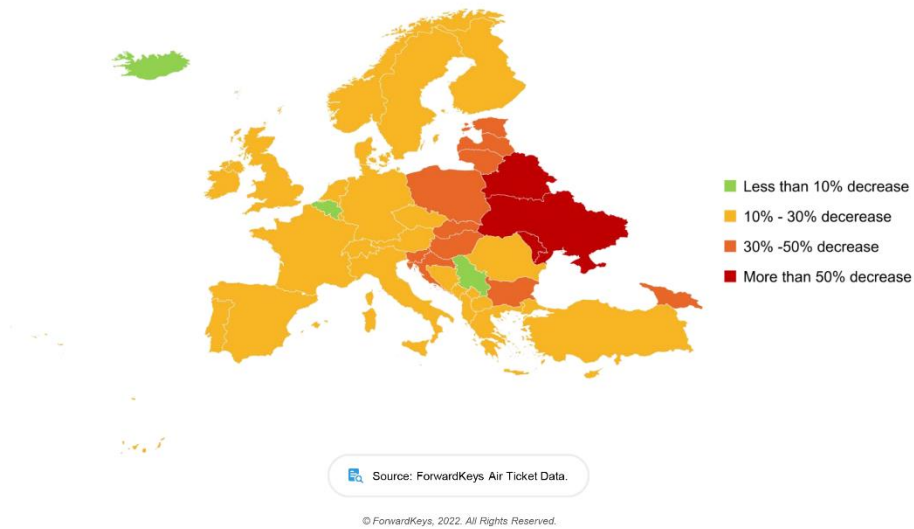 Less than 10% decrease
10% - 30% decerease
30% -50% decrease
More than 50% decrease
Source: ForwardKeys Air Ticket Data.
© ForwardKeys, 2022. All Rights Reserved.